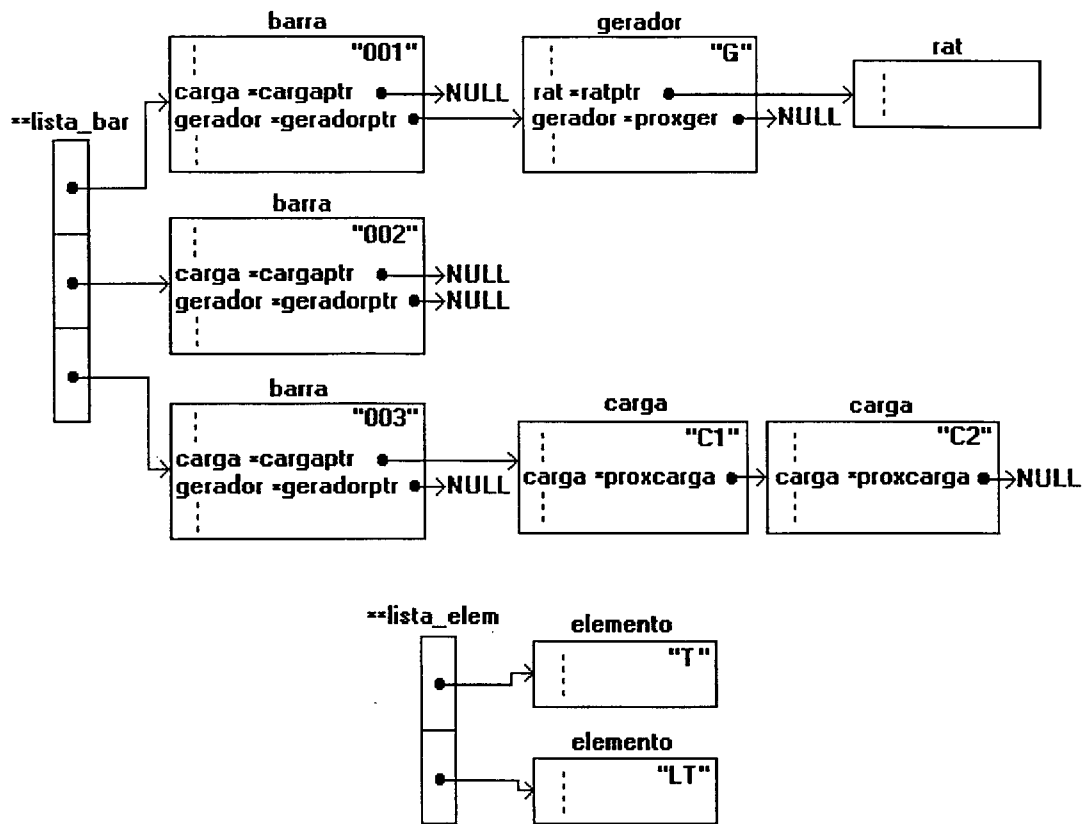 barra
gerador
rat
"001"
"G"
carga *cargaptr
NULL
rat *ratptr
gerador *geradorptr
gerador *proxger
NULL
**lista_bar
barra
"002"
carga *cargaptr
NULL
gerador *geradorptr
NULL
barra
carga
carga
"003"
"C1"
"C2"
carga *cargaptr
gerador *geradorptr
NULL
carga *proxcarga
carga *proxcarga
NULL
**lista_elem
elemento
"T"
elemento
"LT"